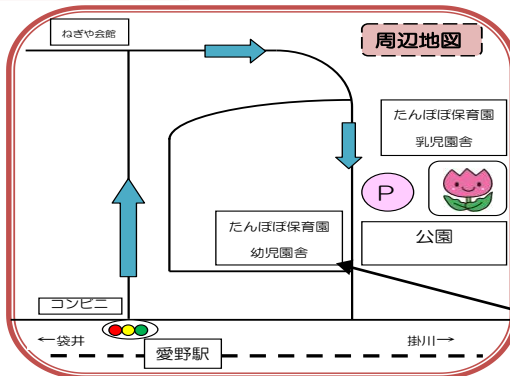 ねぎや会館
周辺地図
たんぽぽ保育園
乳児園舎
P
たんぽぽ保育園
幼児園舎
公園
コンビニ
←袋井
愛野駅
掛川→